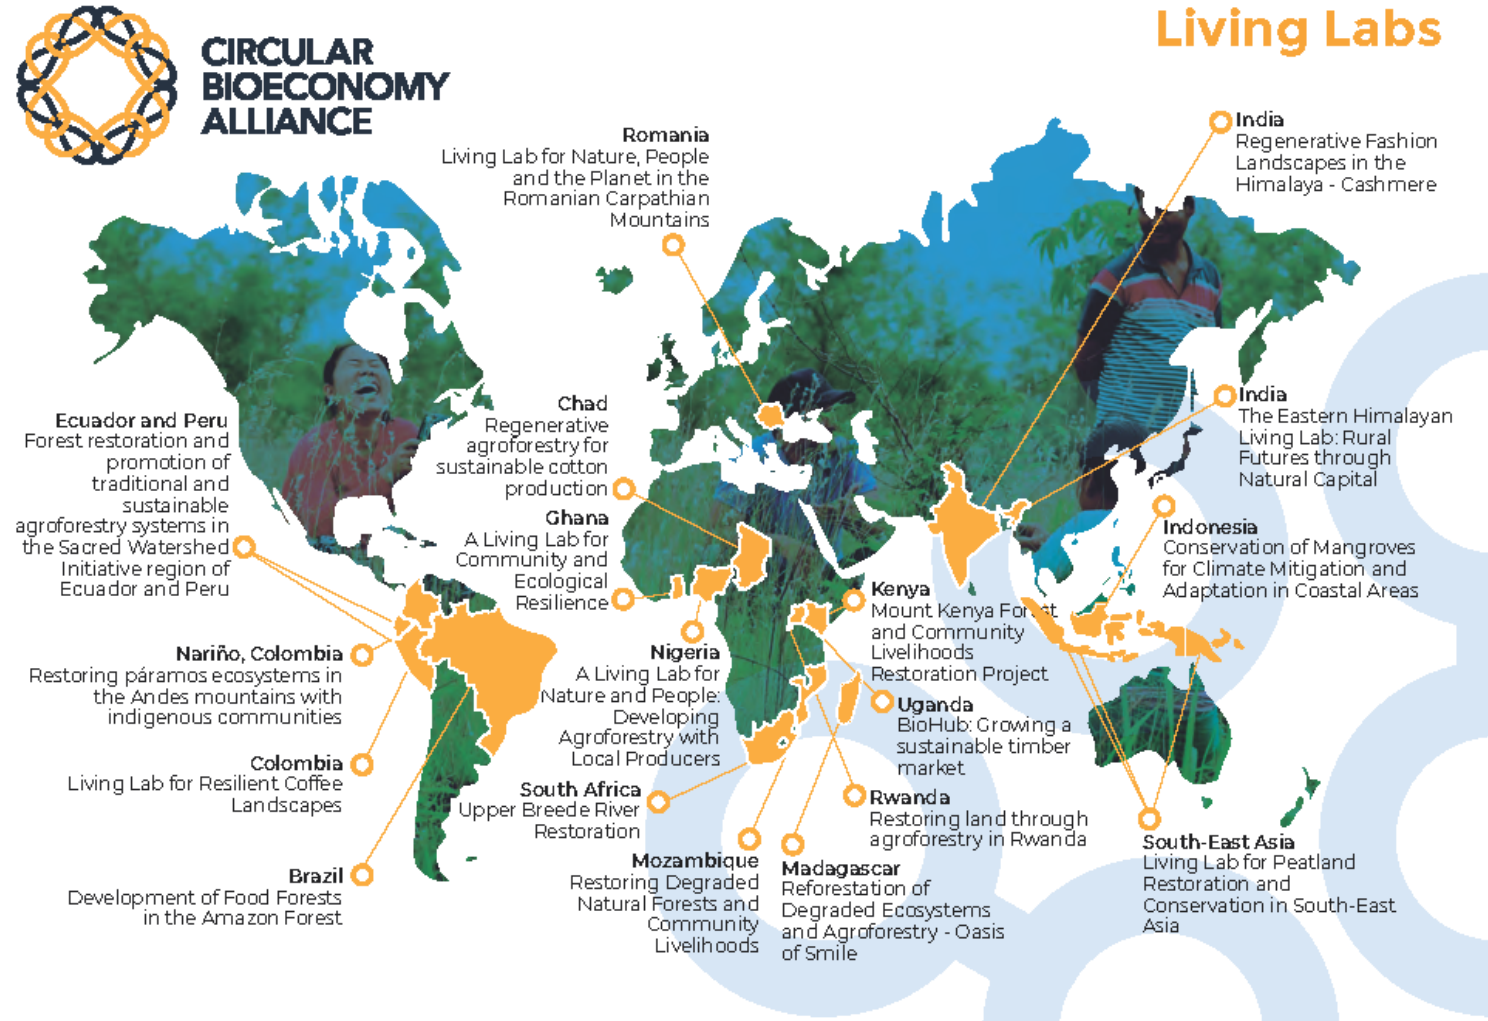 CIRCULAR
BIOECONOMY
ALLIANCE
Living Labs
Romania
Living Lab for Nature, People
and the Planet in the
Romanian Carpathian
Mountains
India
Regenerative Fashion
Landscapes in the
Himalaya - Cashmere
Chad
Regenerative
agroforestry for
sustainable cotton
production
Ghana
A Living Lab for
Community and
Ecological
Resilience
India
The Eastern Himalayan
Living Lab: Rural
Futures through
Natural Capital
Ecuador and Peru
Forest restoration and
promotion of
traditional and
sustainable
agroforestry systems in
the Sacred Watershed
Initiative region of
Ecuador and Peru
Indonesia
Conservation of Mangroves
for Climate Mitigation and
Adaptation in Coastal Areas
Kenya
Mount Kenya Forest
and Community
Livelihoods
Restoration Project
Nariño, Colombia
Restoring páramos ecosystems in
the Andes mountains with
indigenous communities
Nigeria
A Living Lab for
Nature and People:
Developing
Agroforestry with
Local Producers
Uganda
BioHub: Growing a
sustainable timber
market
Colombia
Living Lab for Resilient Coffee
Landscapes
South Africa
Upper Breede River
Restoration
Rwanda
Restoring land through
agroforestry in Rwanda
Brazil
Development of Food Forests
in the Amazon Forest
Mozambique
Restoring Degraded
Natural Forests and
Community
Livelihoods
Madagascar
Reforestation of
Degraded Ecosystems
and Agroforestry - Oasis
of Smile
South-East Asia
Living Lab for Peatland
Restoration and
Conservation in South-East
Asia